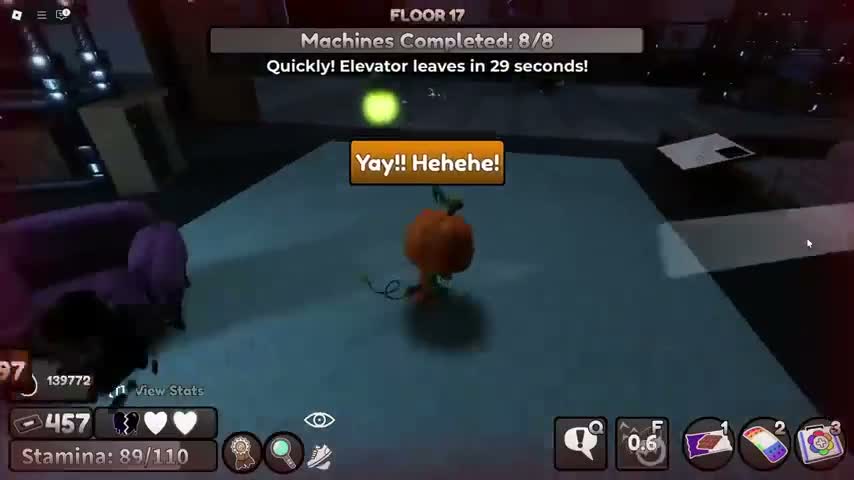 FLOOR 17
Machines Completed: 8/8
Quickly! Elevator leaves in 29 seconds!
Yay!! Hehehe!
97
139772
View Stats
457
Stamina: 89/110
Q
F
0.6
1
2
3